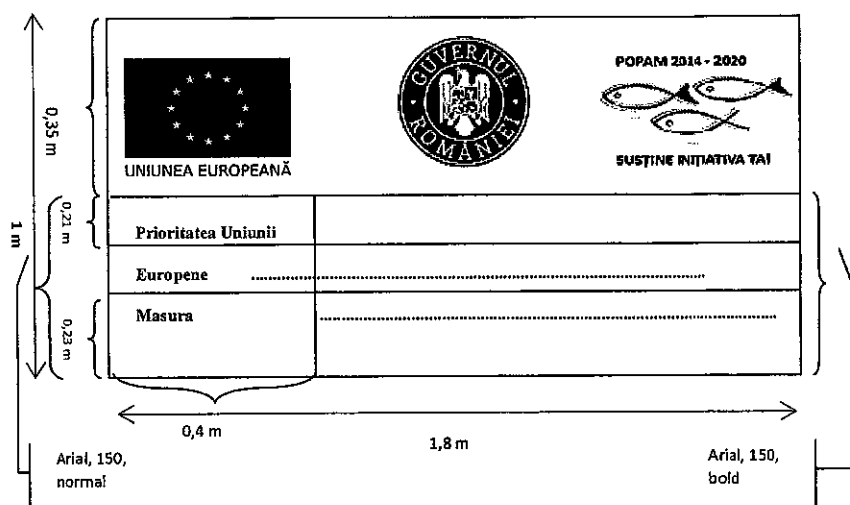 POPAM 2014 - 2020
GUVERNUL ROMÂNIEI
UNIUNEA EUROPEANĂ
SUSȚINE INIȚIATIVA TA!
0,35 m
1 m
0,21 m
Prioritatea Uniunii
Europene ........................................
Masura ........................................
0,23 m
0,4 m
1,8 m
Arial, 150,
normal
Arial, 150,
bold